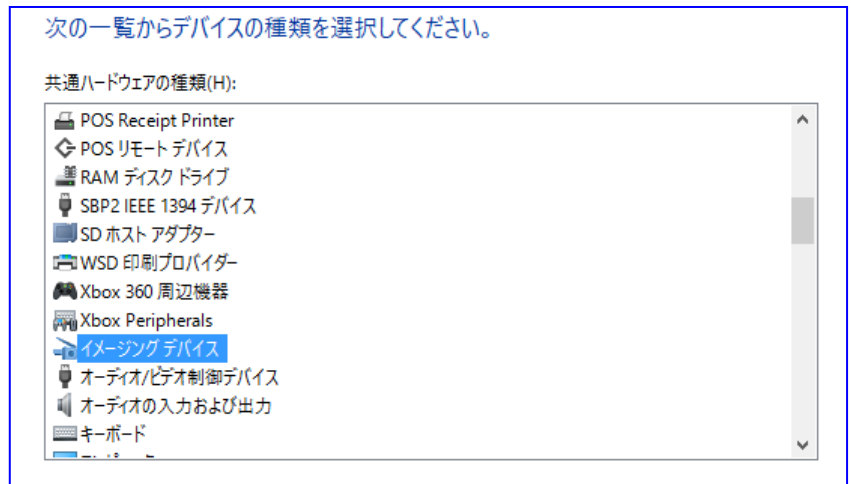 次の一覧からデバイスの種類を選択してください。
共通ハードウェアの種類(H):
POS Receipt Printer
POS リモート デバイス
RAM ディスク ドライブ
SBP2 IEEE 1394 デバイス
SD ホスト アダプター
WSD 印刷プロバイダー
Xbox 360 周辺機器
Xbox Peripherals
イメージング デバイス
オーディオ/ビデオ制御デバイス
オーディオの入力および出力
キーボード